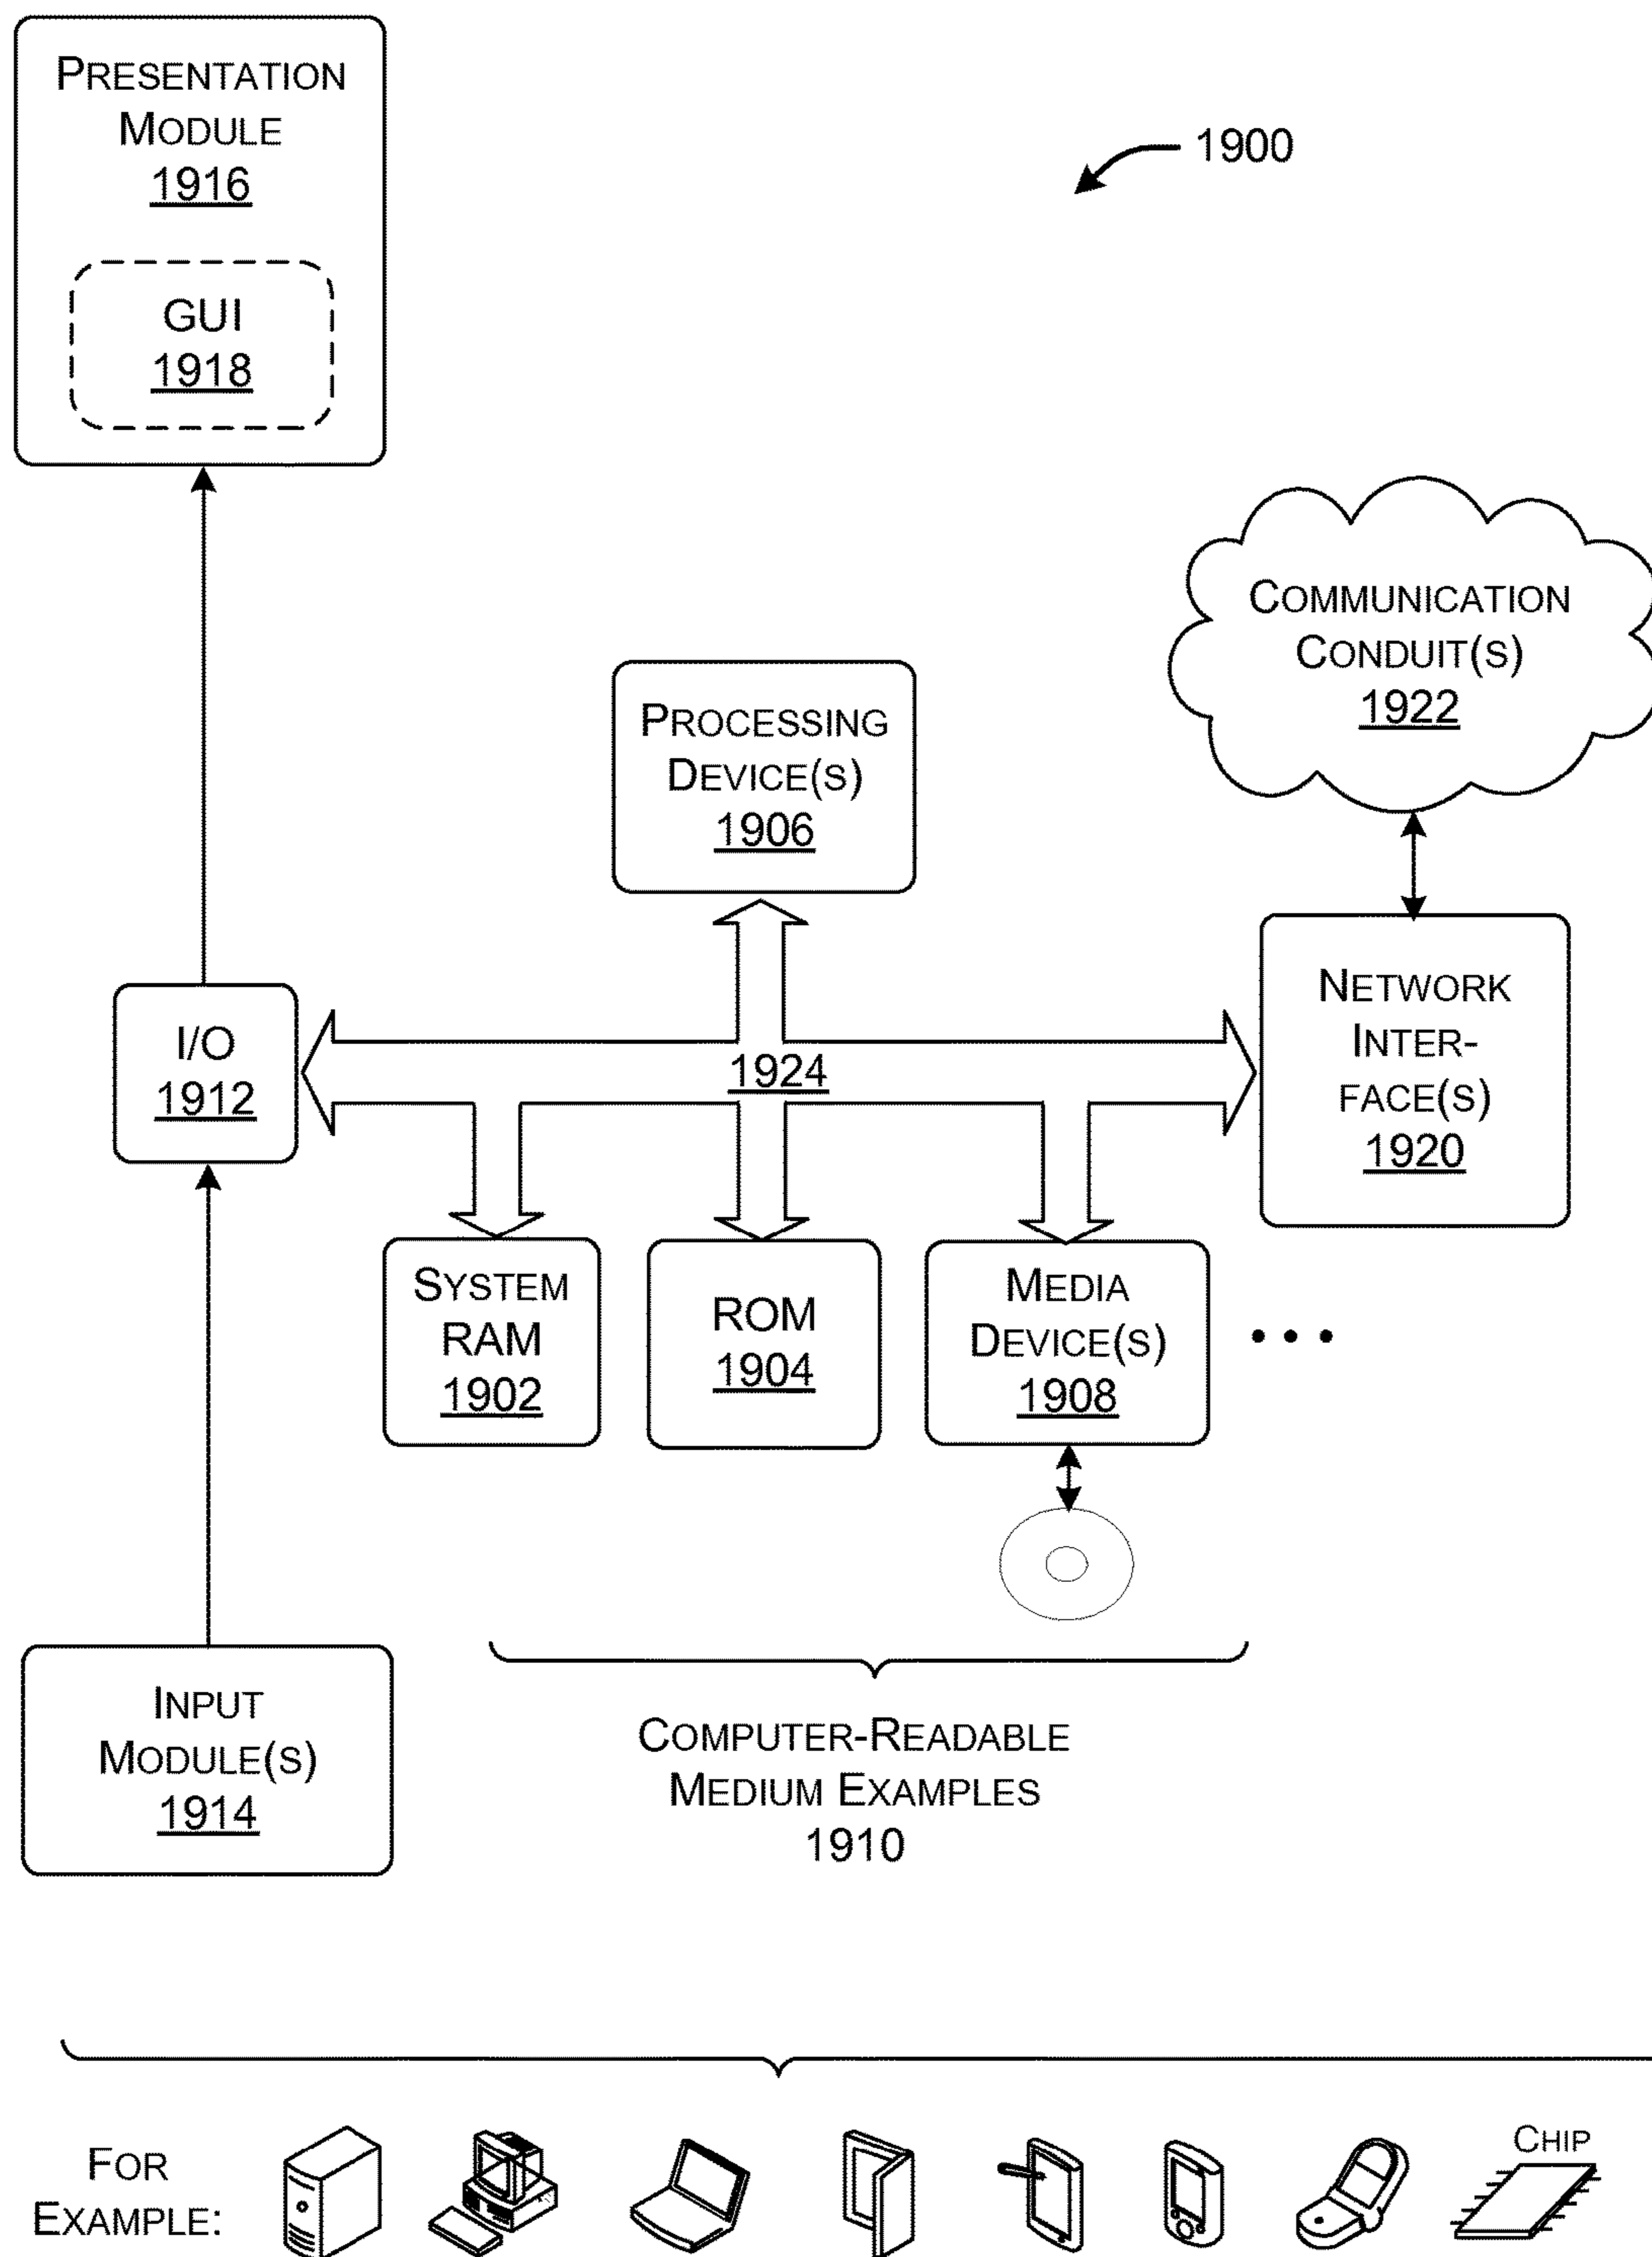 PRESENTATION
MODULE
1916
GUI
1918
1900
COMMUNICATION
CONDUIT(S)
1922
PROCESSING
DEVICE(S)
1906
NETWORK
INTER-
FACE(S)
1920
I/O
1912
1924
SYSTEM
RAM
1902
ROM
1904
MEDIA
DEVICE(S)
1908
• • •
INPUT
MODULE(S)
1914
COMPUTER-READABLE
MEDIUM EXAMPLES
1910
FOR
EXAMPLE:
CHIP